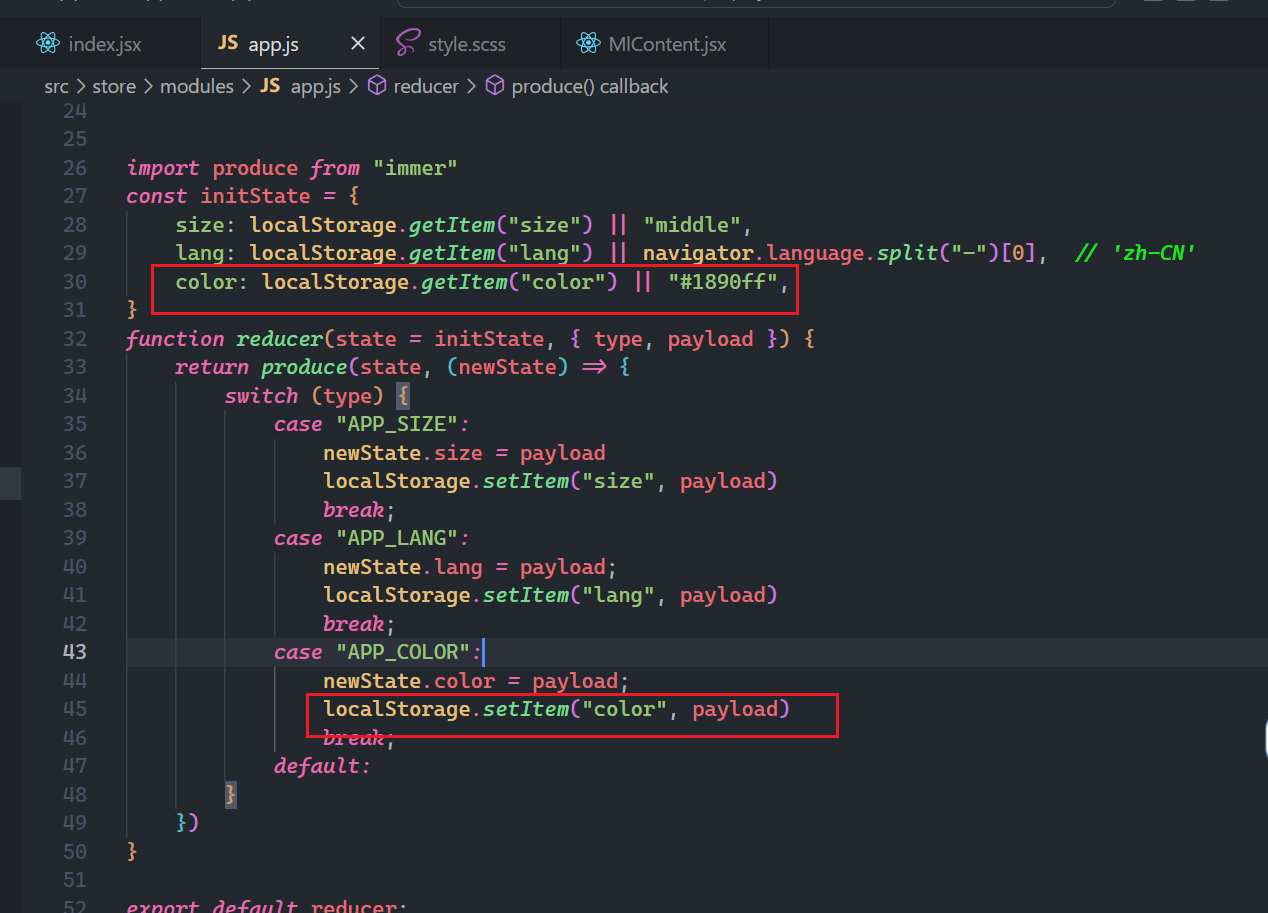 index.jsx
JS app.js
style.scss
MlContent.jsx
src > store > modules > JS app.js > reducer > produce() callback
24
25
26 import produce from "immer"
27 const initState = {
28 size: localStorage.getItem("size") || "middle",
29 lang: localStorage.getItem("lang") || navigator.language.split("-")[0], // 'zh-CN'
30 color: localStorage.getItem("color") || "#1890ff",
31 }
32 function reducer(state = initState, { type, payload }) {
33 return produce(state, (newState) => {
34 switch (type) {
35 case "APP_SIZE":
36 newState.size = payload
37 localStorage.setItem("size", payload)
38 break;
39 case "APP_LANG":
40 newState.lang = payload;
41 localStorage.setItem("lang", payload)
42 break;
43 case "APP_COLOR":
44 newState.color = payload;
45 localStorage.setItem("color", payload)
46 break;
47 default:
48 }
49 })
50 }
51
52 export default reducer;